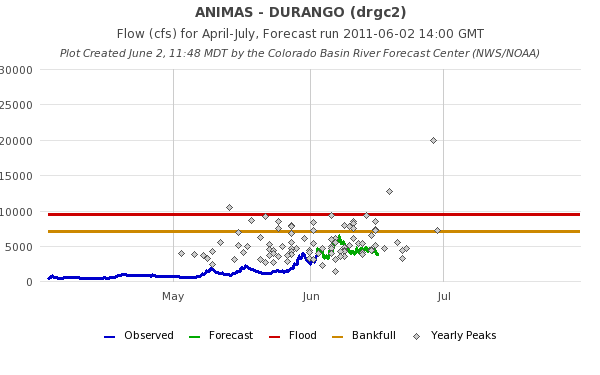 ANIMAS - DURANGO (drgc2)
Flow (cfs) for April-July, Forecast run 2011-06-02 14:00 GMT
Plot Created June 2, 11:48 MDT by the Colorado Basin River Forecast Center (NWS/NOAA)
30000
25000
20000
15000
10000
5000
0
May Jun Jul
Observed Forecast Flood Bankfull Yearly Peaks